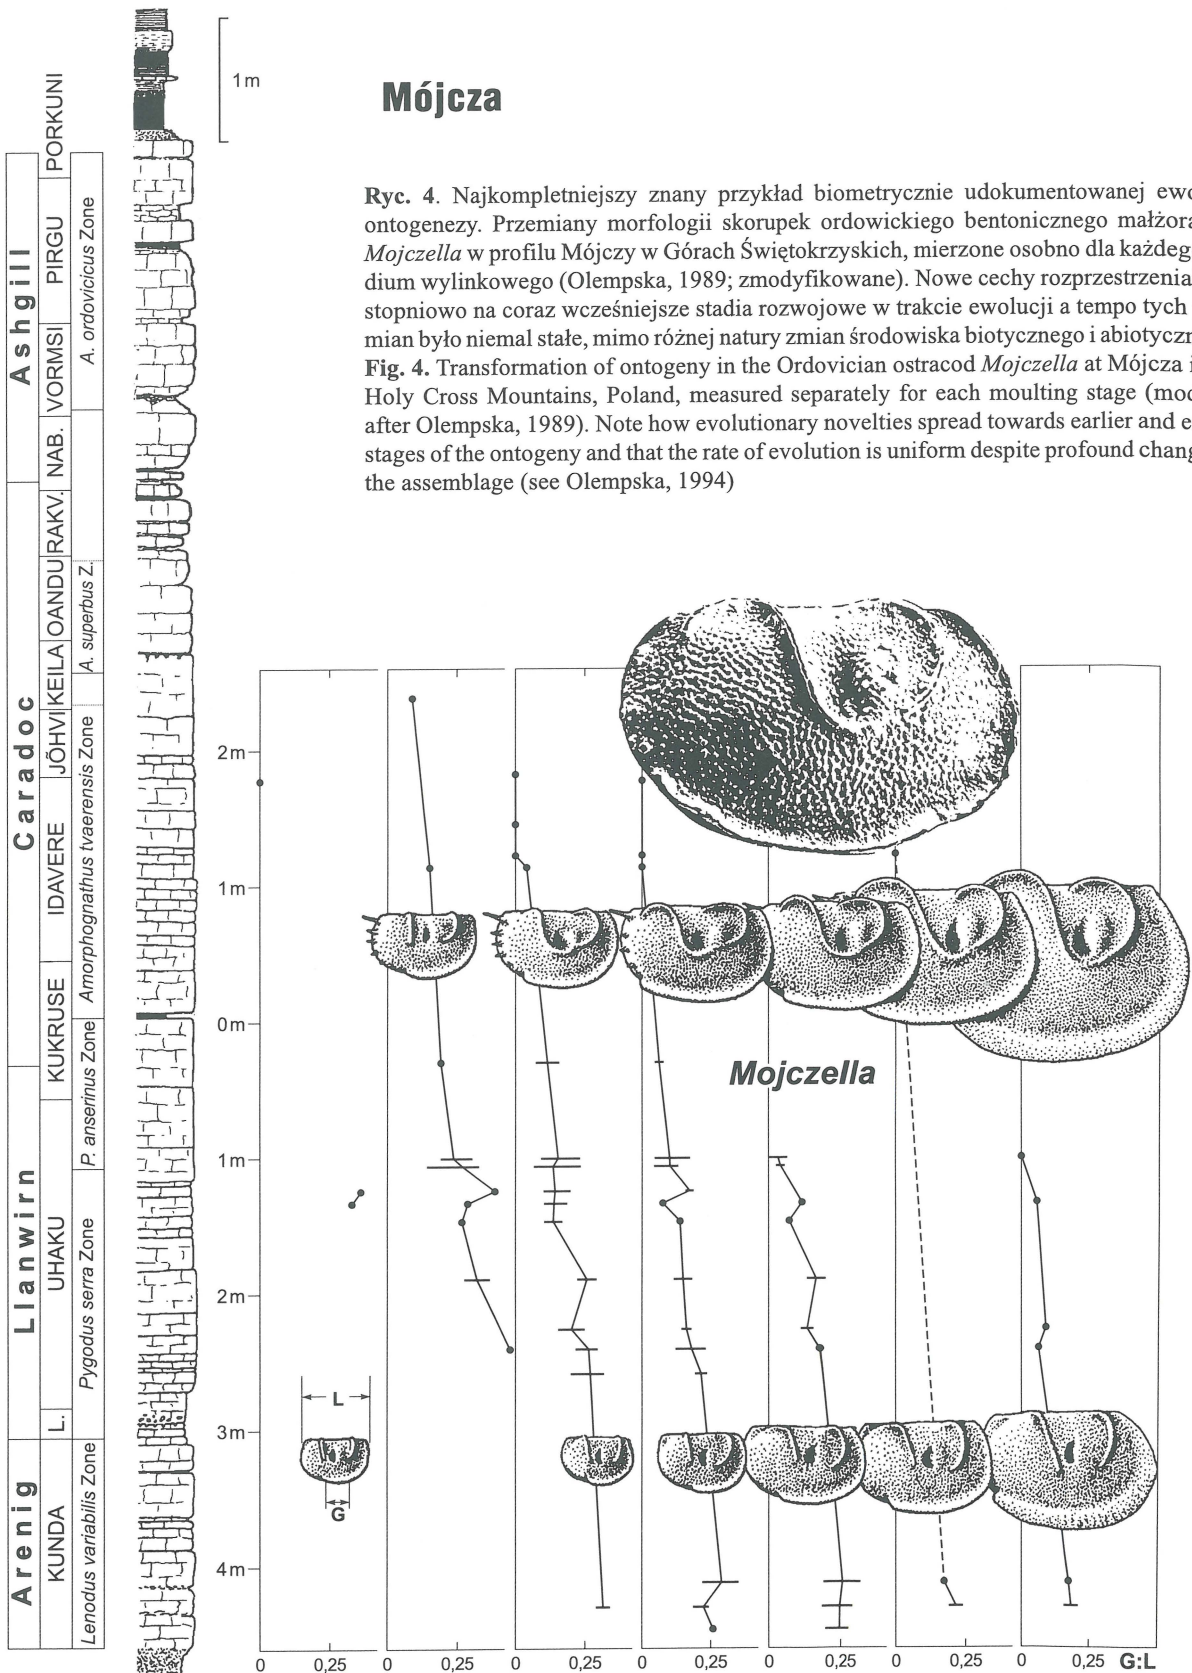 1m
Mójcza
Ryc. 4. Najkompletniejszy znany przykład biometrycznie udokumentowanej
ontogenezy. Przemiany morfologii skorupek ordowickiego bentonicznego
Mojczella w profilu Mójczy w Górach Świętokrzyskich, mierzone osobno dla
dium wylinkowego (Olempska, 1989; zmodyfikowane). Nowe cechy
stopniowo na coraz wcześniejsze stadia rozwojowe w trakcie ewolucji a tempo tych
mian było niemal stałe, mimo różnej natury zmian środowiska biotycznego i
Fig. 4. Transformation of ontogeny in the Ordovician ostracod Mojczella at Mójcza
Holy Cross Mountains, Poland, measured separately for each moulting stage
after Olempska, 1989). Note how evolutionary novelties spread towards earlier and
stages of the ontogeny and that the rate of evolution is uniform despite profound
the assemblage (see Olempska, 1994)
Ashgill
Caradoc
Llanwirn
Arenig
PORKUNI
PIRGU
VORMSI
NAB.
RAKV.
OANDU
KEILA
JÕHVI
IDAVERE
KUKRUSE
UHAKU
L.
KUNDA
A. ordovicicus Zone
A. superbus Z.
Amorphognathus tvaerensis Zone
P. anserinus Zone
Pygodus serra Zone
Lenodus variabilis Zone
2m
1m
0m
1m
2m
3m
4m
Mojczella
L
G
0 0,25 0 0,25 0 0,25 0 0,25 0 0,25 0 0,25 0 0,25 G:L